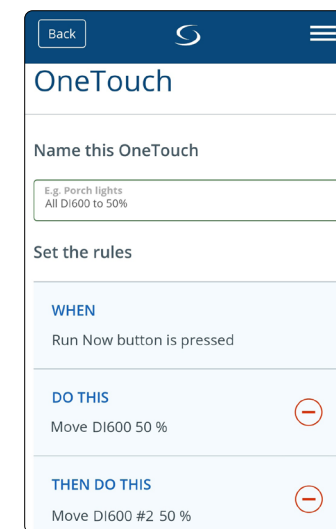 Back
OneTouch
Name this OneTouch
E.g. Porch lights
All DI600 to 50%
Set the rules
WHEN
Run Now button is pressed
DO THIS
Move DI600 50 %
THEN DO THIS
Move DI600 #2 50 %